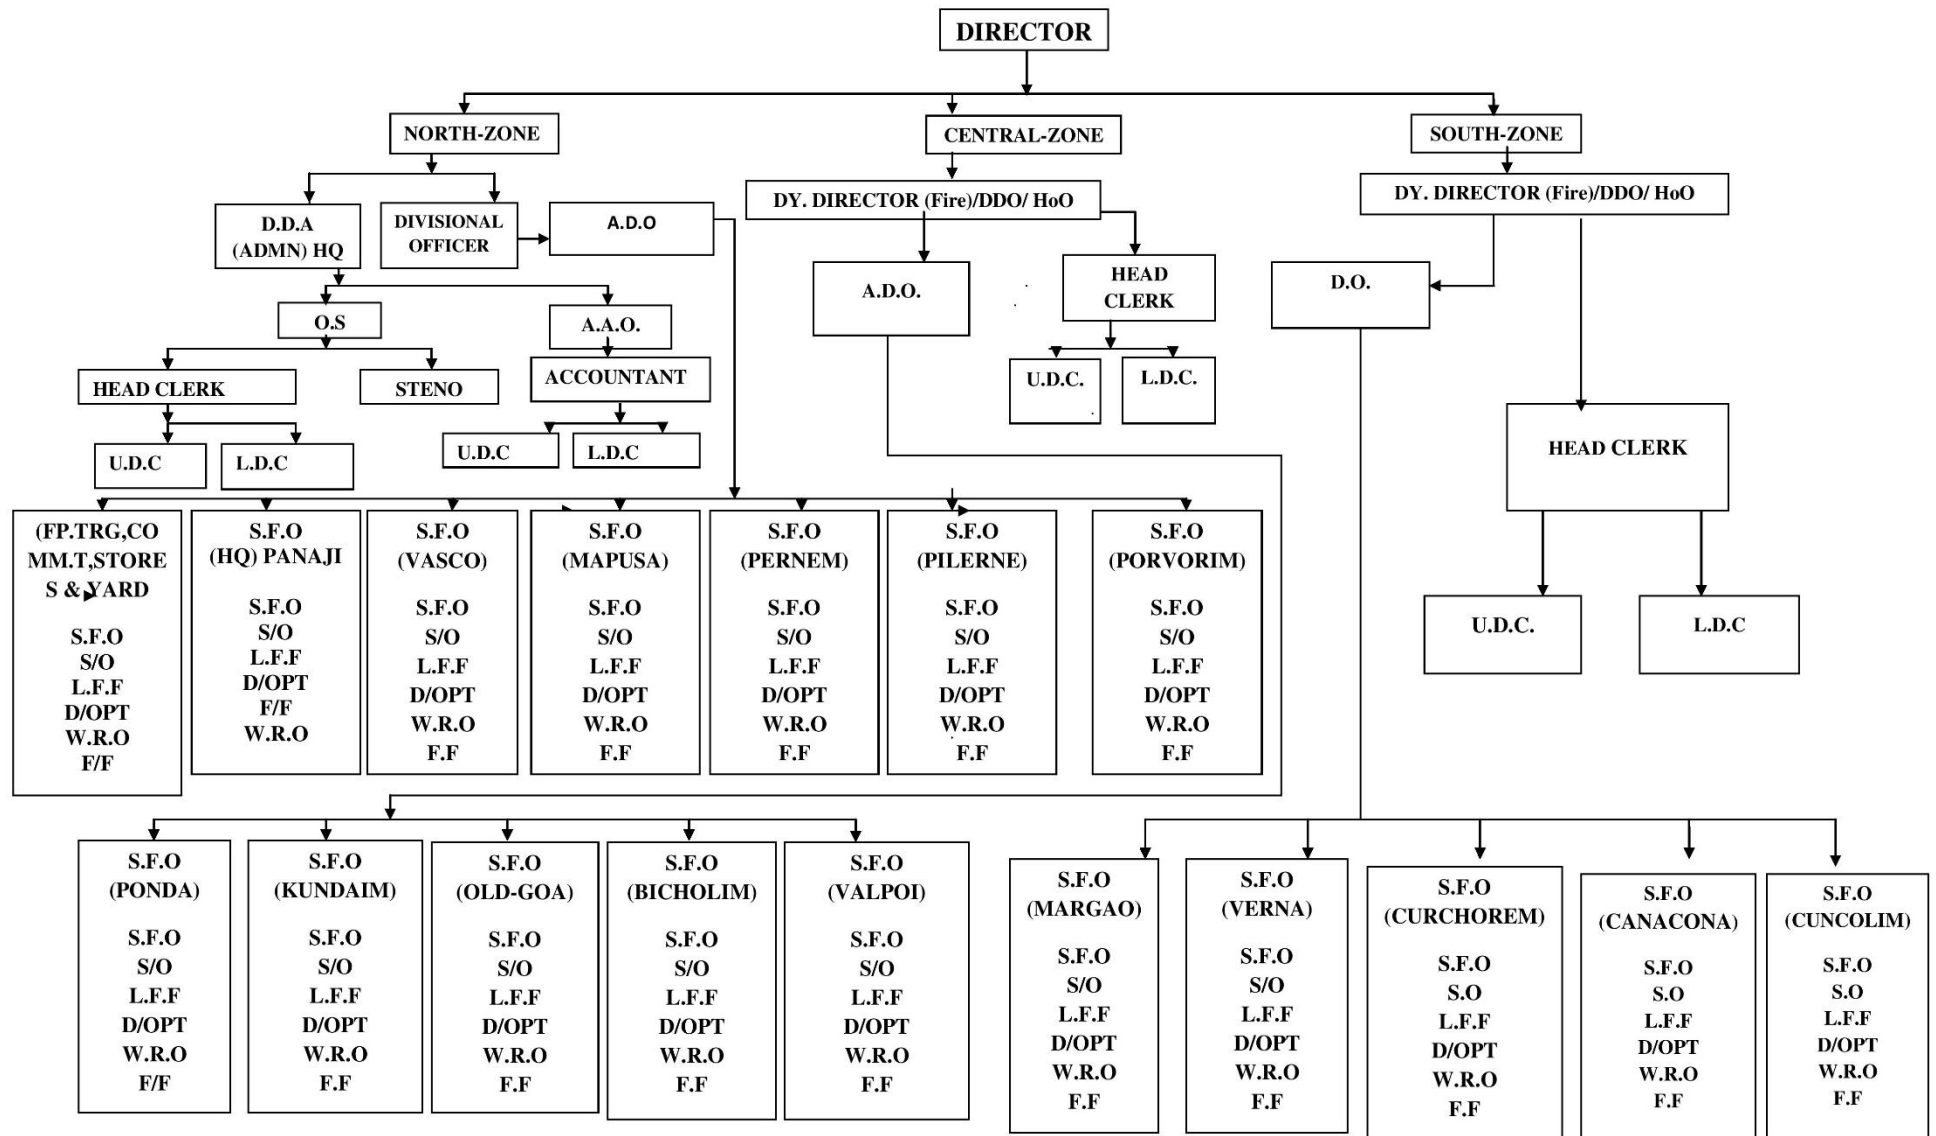 DIRECTOR
NORTH-ZONE
CENTRAL-ZONE
SOUTH-ZONE
D.D.A
(ADMN) HQ
DIVISIONAL
OFFICER
A.D.O
DY. DIRECTOR (Fire)/DDO/ HoO
DY. DIRECTOR (Fire)/DDO/ HoO
A.D.O.
HEAD
CLERK
D.O.
O.S
A.A.O.
HEAD CLERK
STENO
ACCOUNTANT
U.D.C.
L.D.C.
U.D.C
L.D.C
U.D.C
L.D.C
HEAD CLERK
U.D.C.
L.D.C
(FP.TRG,CO
MM.T,STORE
S & YARD
S.F.O
S/O
L.F.F
D/OPT
W.R.O
F/F
S.F.O
(HQ) PANAJI
S.F.O
S/O
L.F.F
D/OPT
F/F
W.R.O
S.F.O
(VASCO)
S.F.O
S/O
L.F.F
D/OPT
W.R.O
F.F
S.F.O
(MAPUSA)
S.F.O
S/O
L.F.F
D/OPT
W.R.O
F.F
S.F.O
(PERNEM)
S.F.O
S/O
L.F.F
D/OPT
W.R.O
F.F
S.F.O
(PILERNE)
S.F.O
S/O
L.F.F
D/OPT
W.R.O
F.F
S.F.O
(PORVORIM)
S.F.O
S/O
L.F.F
D/OPT
W.R.O
F.F
S.F.O
(PONDA)
S.F.O
S/O
L.F.F
D/OPT
W.R.O
F/F
S.F.O
(KUNDAIM)
S.F.O
S/O
L.F.F
D/OPT
W.R.O
F.F
S.F.O
(OLD-GOA)
S.F.O
S/O
L.F.F
D/OPT
W.R.O
F.F
S.F.O
(BICHOLIM)
S.F.O
S/O
L.F.F
D/OPT
W.R.O
F.F
S.F.O
(VALPOI)
S.F.O
S/O
L.F.F
D/OPT
W.R.O
F.F
S.F.O
(MARGAO)
S.F.O
S/O
L.F.F
D/OPT
W.R.O
F.F
S.F.O
(VERNA)
S.F.O
S/O
L.F.F
D/OPT
W.R.O
F.F
S.F.O
(CURCHOREM)
S.F.O
S.O
L.F.F
D/OPT
W.R.O
F.F
S.F.O
(CANACONA)
S.F.O
S.O
L.F.F
D/OPT
W.R.O
F.F
S.F.O
(CUNCOLIM)
S.F.O
S.O
L.F.F
D/OPT
W.R.O
F.F